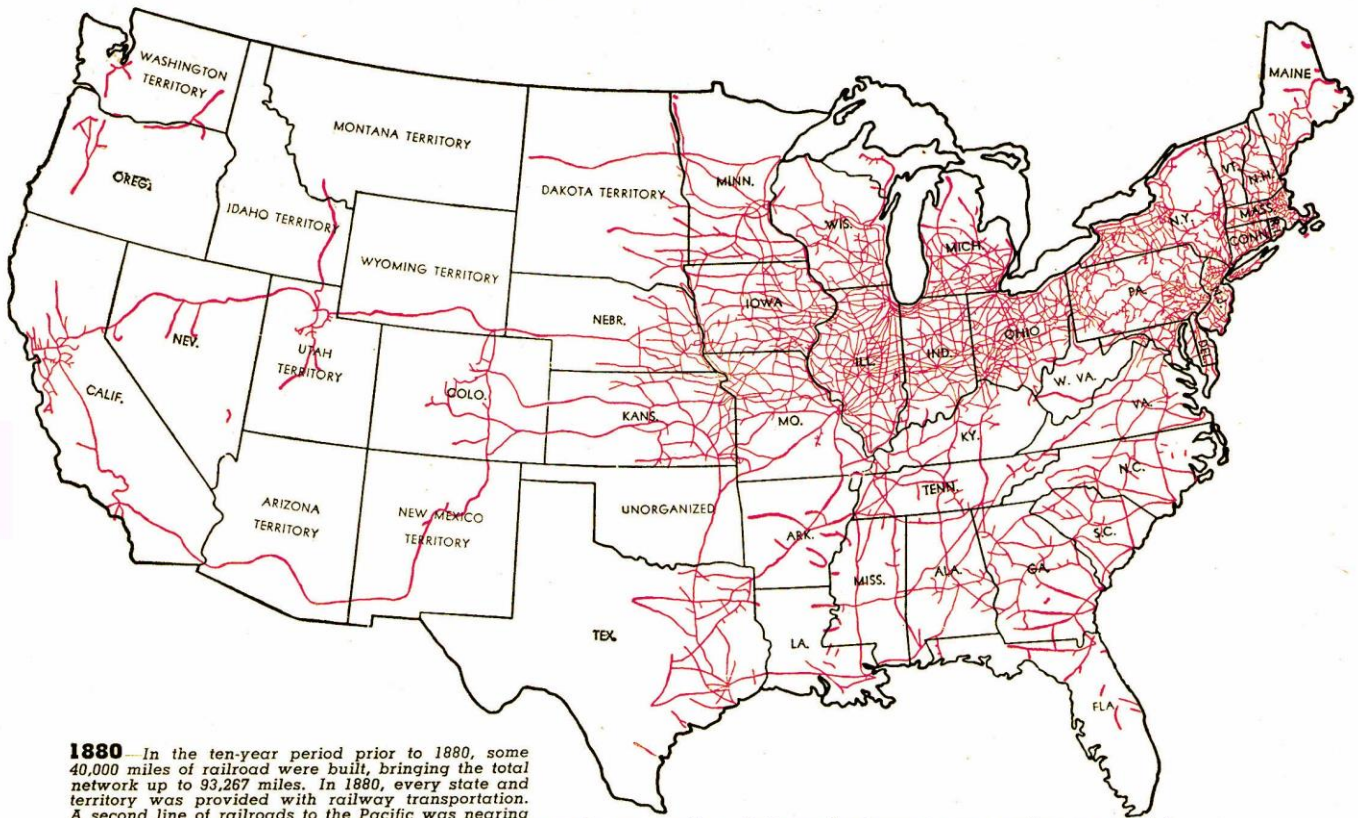 WASHINGTON
TERRITORY
MONTANA TERRITORY
OREG.
IDAHO TERRITORY
WYOMING TERRITORY
DAKOTA TERRITORY
MINN.
WIS.
MICH.
MAINE
VT.
N.H.
MASS.
CONN.
N.Y.
PA.
N.J.
DEL.
NEV.
UTAH
TERRITORY
CALIF.
COLO.
NEBR.
IOWA
KANS.
MO.
ILL.
IND.
OHIO
W. VA.
VA.
KY.
TENN.
N.C.
S.C.
ARIZONA
TERRITORY
NEW MEXICO
TERRITORY
UNORGANIZED
ARK.
TEX.
LA.
MISS.
ALA.
GA.
FLA.
1880 In the ten-year period prior to 1880, some
40,000 miles of railroad were built, bringing the total
network up to 93,267 miles. In 1880, every state and
territory was provided with railway transportation.
A second line of railroads to the Pacific was nearing